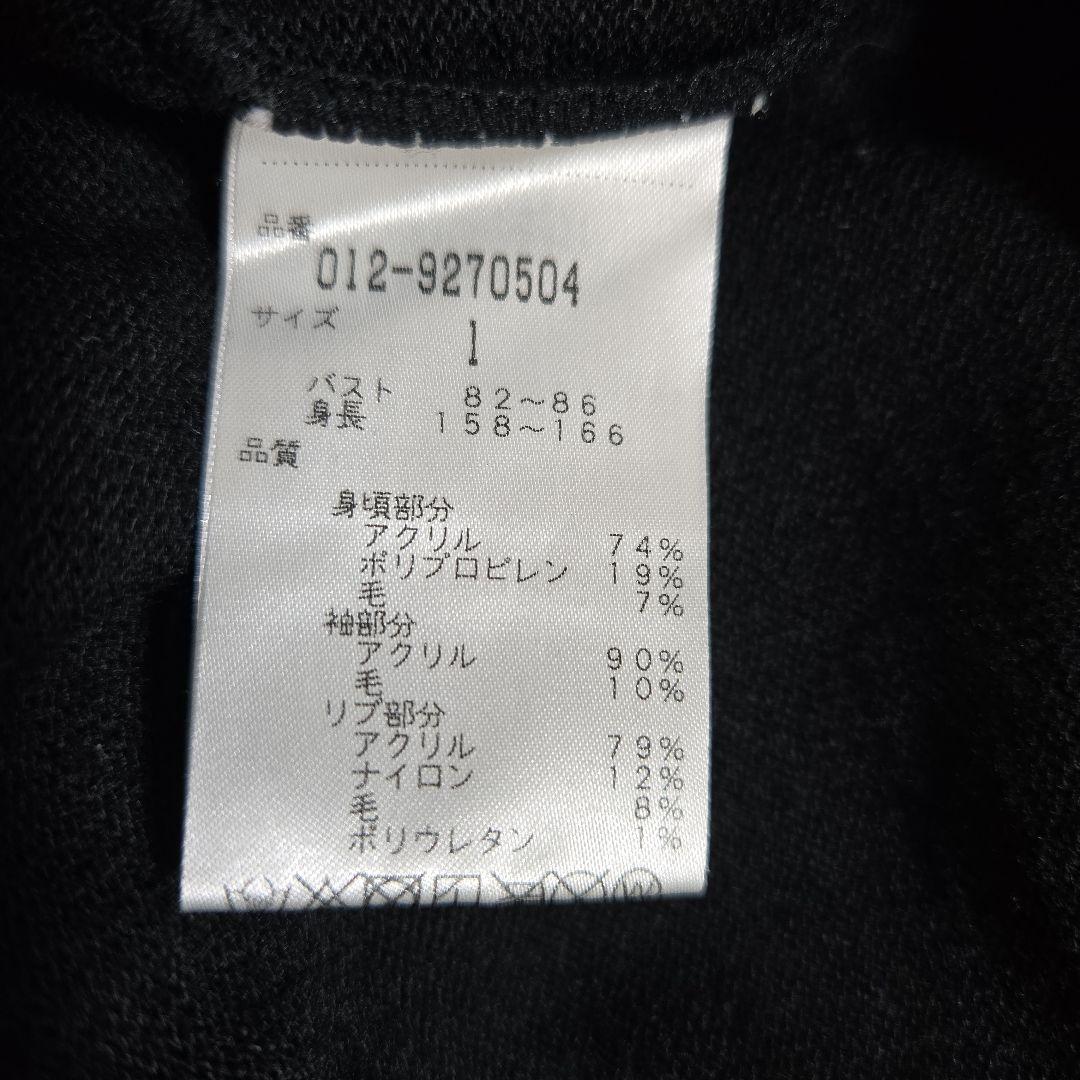 品番
012-9270504
サイズ
1
バスト 82～86
身長 158～166
品質
身頃部分
アクリル 74%
ポリプロピレン 19%
毛 7%
袖部分
アクリル 90%
毛 10%
リブ部分
アクリル 79%
ナイロン 12%
毛 8%
ポリウレタン 1%